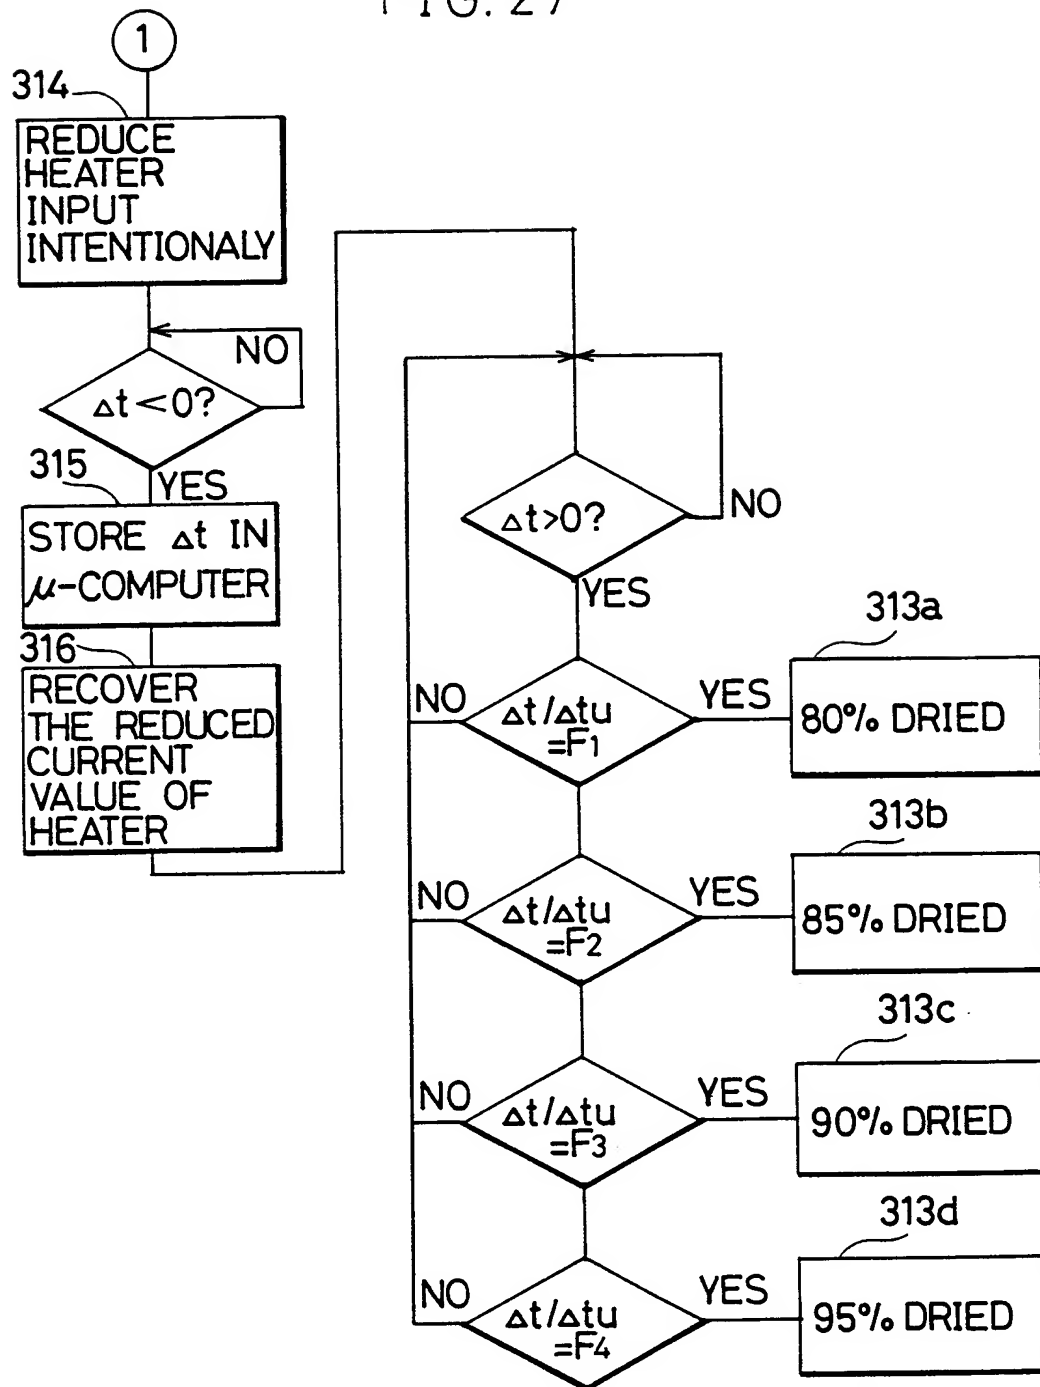 FIG. 27
1
314
REDUCE
HEATER
INPUT
INTENTIONALY
NO
Δt<0?
315
YES
STORE Δt IN
μ-COMPUTER
316
RECOVER
THE REDUCED
CURRENT
VALUE OF
HEATER
Δt>0?
NO
YES
313a
NO
Δt/Δtu
=F1
YES
80% DRIED
313b
NO
Δt/Δtu
=F2
YES
85% DRIED
313c
NO
Δt/Δtu
=F3
YES
90% DRIED
313d
NO
Δt/Δtu
=F4
YES
95% DRIED